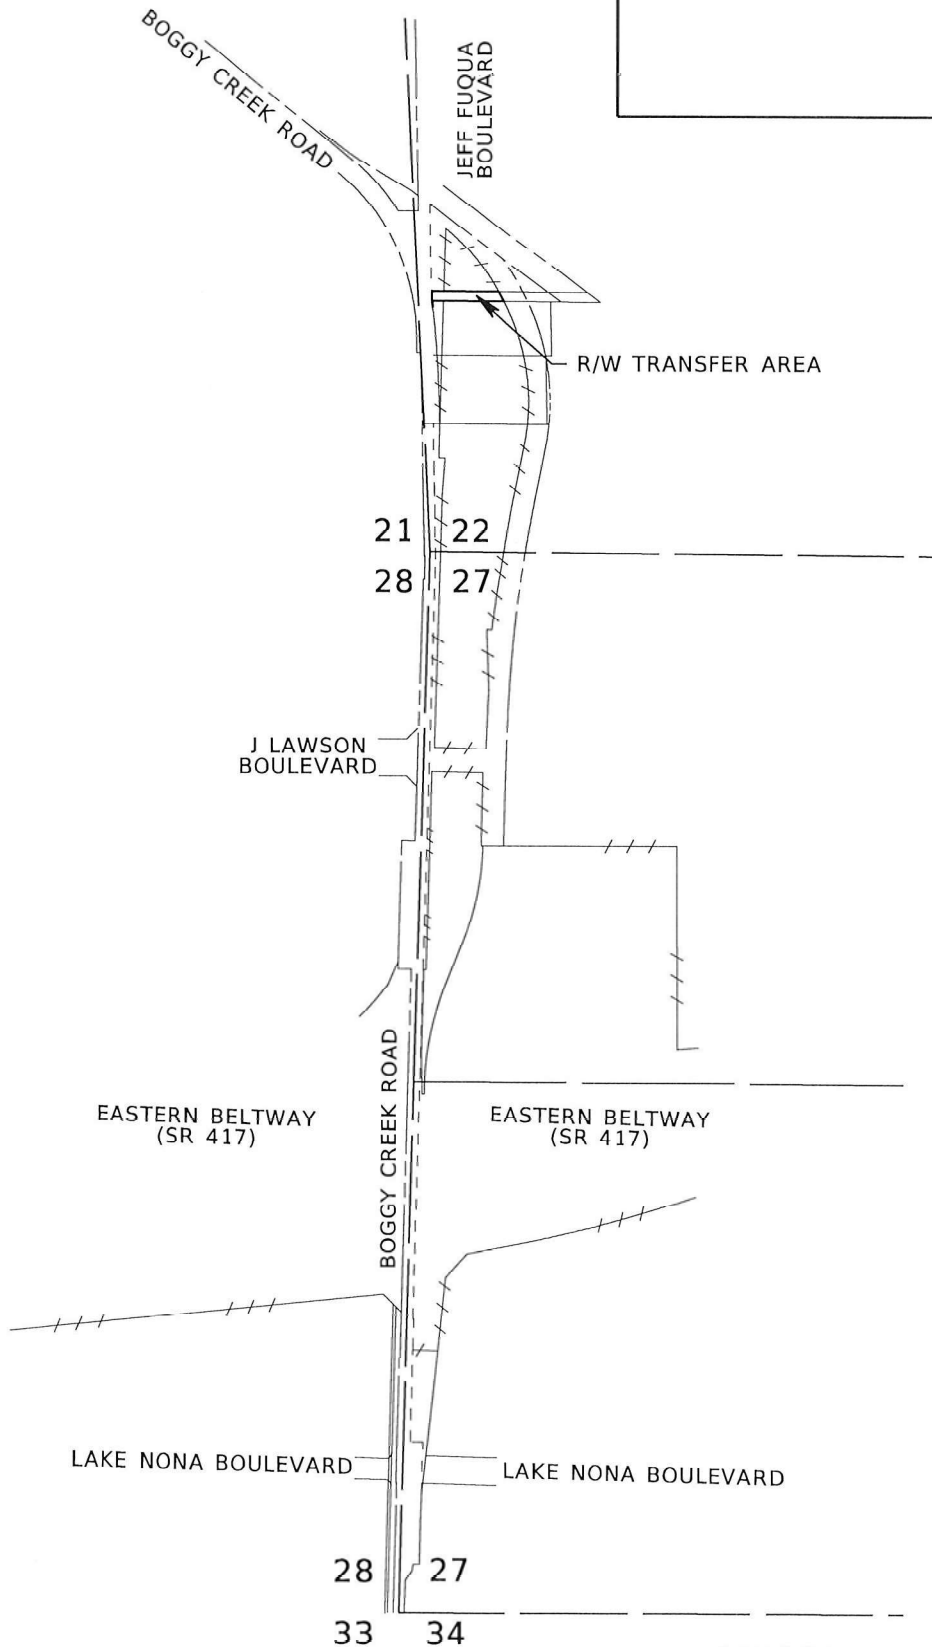 BOGGY CREEK ROAD
JEFF FUQUA
BOULEVARD
R/W TRANSFER AREA
21 22
28 27
J LAWSON
BOULEVARD
BOGGY CREEK ROAD
EASTERN BELTWAY
(SR 417)
EASTERN BELTWAY
(SR 417)
LAKE NONA BOULEVARD
LAKE NONA BOULEVARD
28 27
33 34